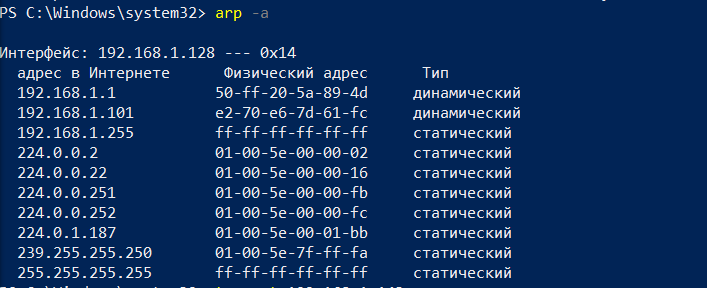 PS C:\Windows\system32> arp -a
Интерфейс: 192.168.1.128 --- 0x14
адрес в Интернете Физический адрес Тип
192.168.1.1 50-ff-20-5a-89-4d динамический
192.168.1.101 e2-70-e6-7d-61-fc динамический
192.168.1.255 ff-ff-ff-ff-ff-ff статический
224.0.0.2 01-00-5e-00-00-02 статический
224.0.0.22 01-00-5e-00-00-16 статический
224.0.0.251 01-00-5e-00-00-fb статический
224.0.0.252 01-00-5e-00-00-fc статический
224.0.1.187 01-00-5e-00-01-bb статический
239.255.255.250 01-00-5e-7f-ff-fa статический
255.255.255.255 ff-ff-ff-ff-ff-ff статический